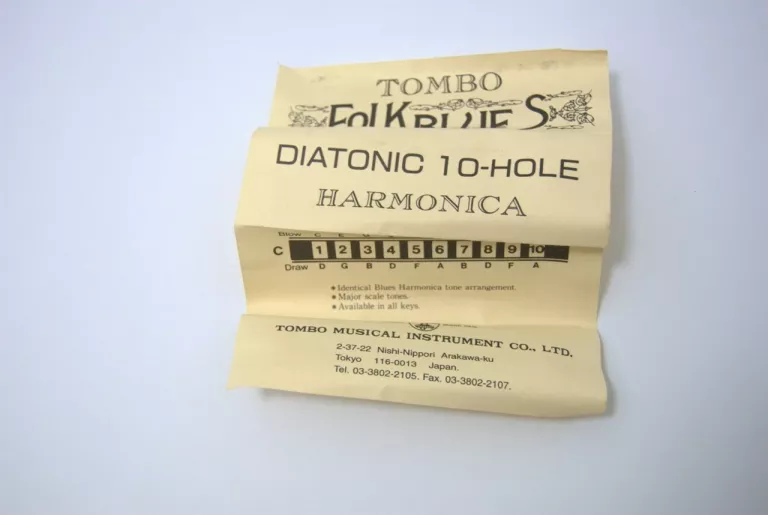 TOMBO
FolkBLUES
DIATONIC 10-HOLE
HARMONICA
Blow C E G
C 1 2 3 4 5 6 7 8 9 10
Draw D G B D F A B D F A
• Identical Blues Harmonica tone arrangement.
• Major scale tones.
• Available in all keys.
TOMBO MUSICAL INSTRUMENT CO., LTD.
2-37-22 Nishi-Nippori Arakawa-ku
Tokyo 116-0013 Japan.
Tel. 03-3802-2105. Fax. 03-3802-2107.